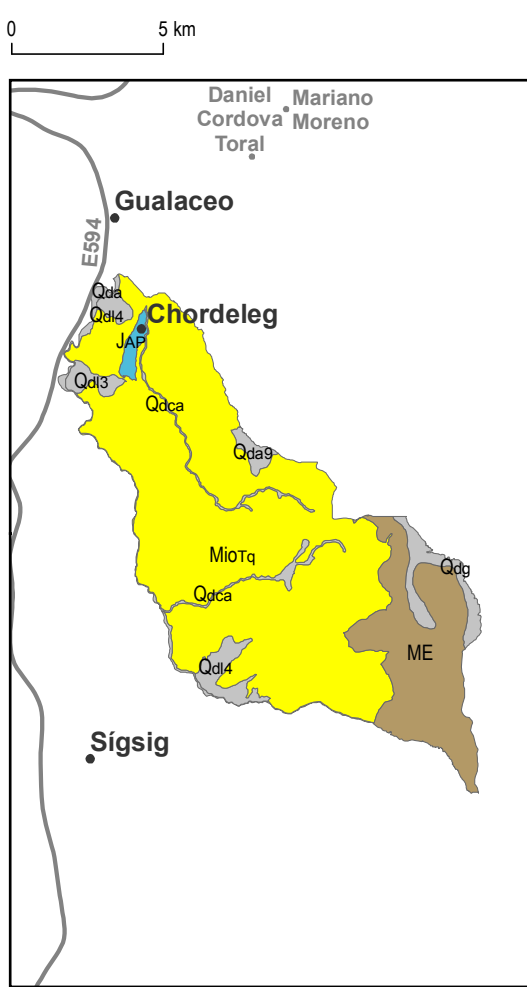 0 5 km
Daniel
Cordova
Toral
Mariano
Moreno
Gualaceo
E594
Qda
Qdl4
Chordeleg
JAP
Qdl3
Qdca
Qda9
MioTq
Qdg
Qdca
ME
Qdl4
Sígsig